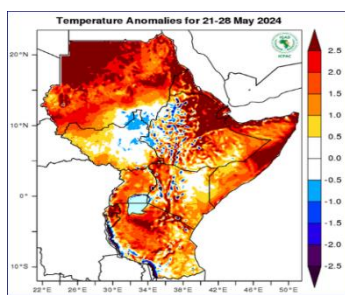 Temperature Anomalies for 21-28 May 2024
IGAD
ICPAC
20°N
10°N
0°
10°S
22°E 26°E 30°E 34°E 38°E 42°E 46°E 50°E
2.5
2.0
1.5
1.0
0.5
0.0
-0.5
-1.0
-1.5
-2.0
-2.5